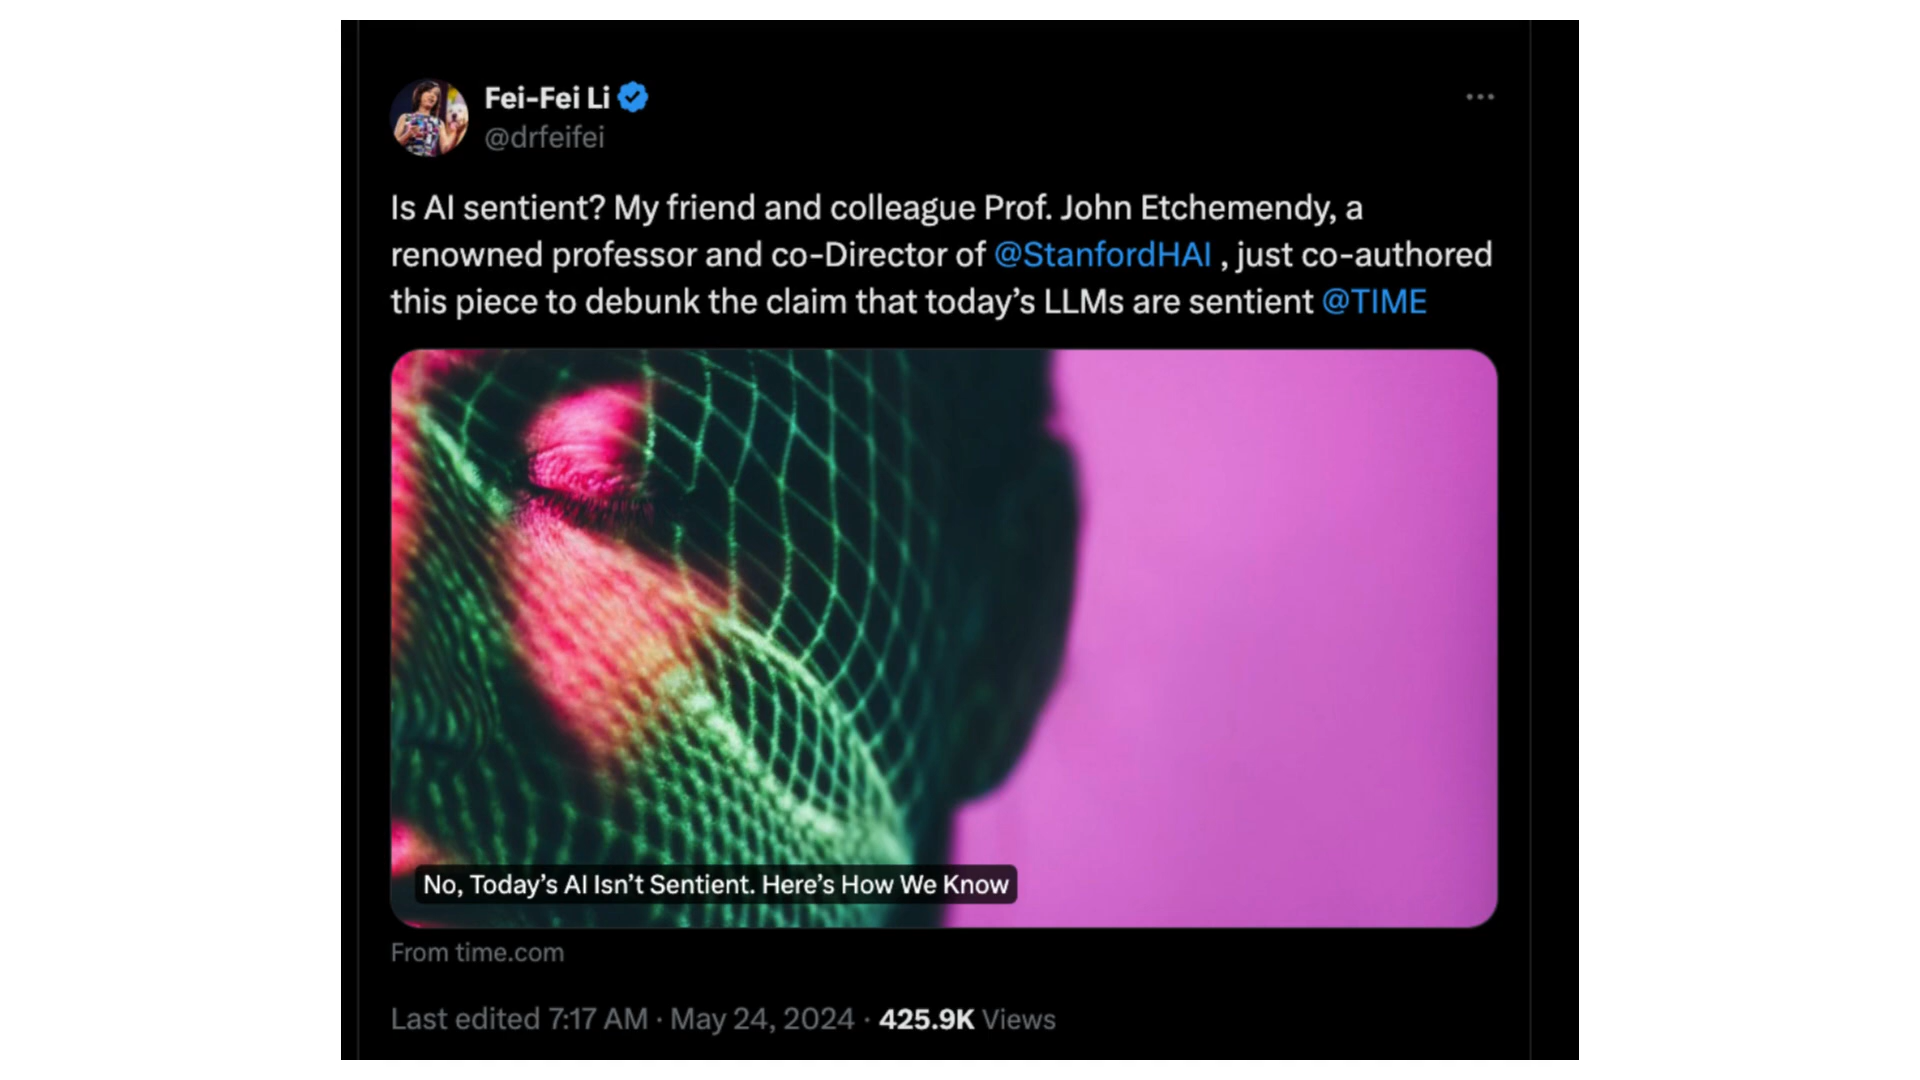 Fei-Fei Li
@drfeifei
Is AI sentient? My friend and colleague Prof. John Etchemendy, a
renowned professor and co-Director of @StanfordHAI , just co-authored
this piece to debunk the claim that today’s LLMs are sentient @TIME
No, Today’s AI Isn’t Sentient. Here’s How We Know
From time.com
Last edited 7:17 AM · May 24, 2024 · 425.9K Views